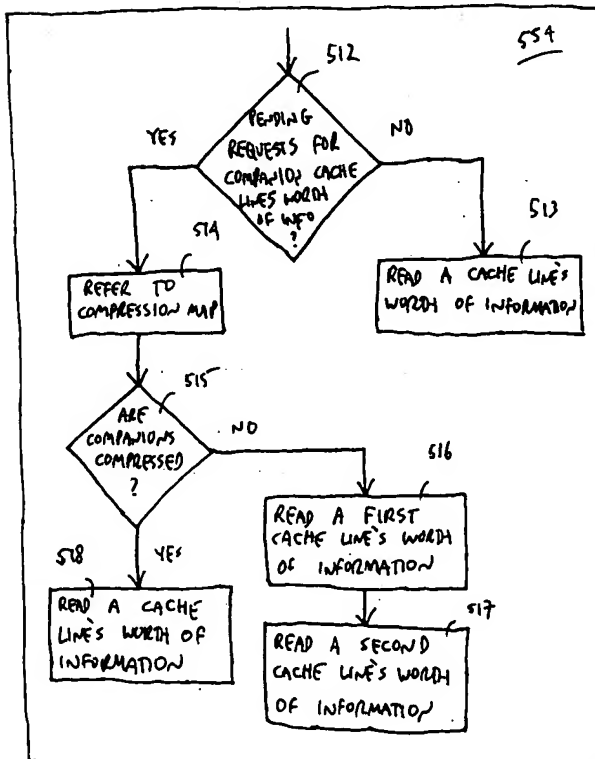 554
512
PENDING
REQUESTS FOR
COMPANION CACHE
LINES WORTH
OF INFO
?
YES
NO
514
513
REFER TO
COMPRESSION MAP
READ A CACHE LINE'S
WORTH OF INFORMATION
515
ARE
COMPANIONS
COMPRESSED
?
NO
YES
516
READ A FIRST
CACHE LINE'S WORTH
OF INFORMATION
518
READ A CACHE
LINE'S WORTH OF
INFORMATION
517
READ A SECOND
CACHE LINE'S WORTH
OF INFORMATION